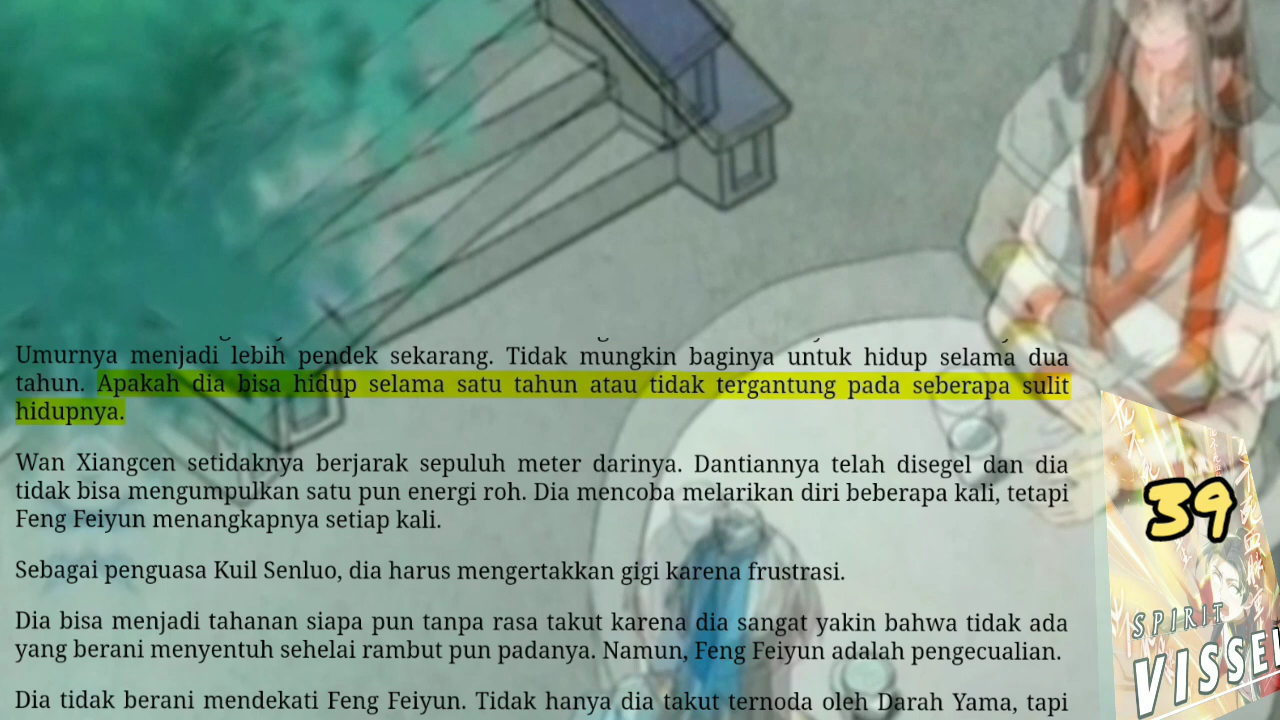 Umurnya menjadi lebih pendek sekarang. Tidak mungkin baginya untuk hidup selama dua
tahun. Apakah dia bisa hidup selama satu tahun atau tidak tergantung pada seberapa sulit
hidupnya.
Wan Xiangcen setidaknya berjarak sepuluh meter darinya. Dantiannya telah disegel dan dia
tidak bisa mengumpulkan satu pun energi roh. Dia mencoba melarikan diri beberapa kali, tetapi
Feng Feiyun menangkapnya setiap kali.
Sebagai penguasa Kuil Senluo, dia harus mengertakkan gigi karena frustrasi.
Dia bisa menjadi tahanan siapa pun tanpa rasa takut karena dia sangat yakin bahwa tidak ada
yang berani menyentuh sehelai rambut pun padanya. Namun, Feng Feiyun adalah pengecualian.
Dia tidak berani mendekati Feng Feiyun. Tidak hanya dia takut ternoda oleh Darah Yama, tapi
39
SPIRIT
VISSEL